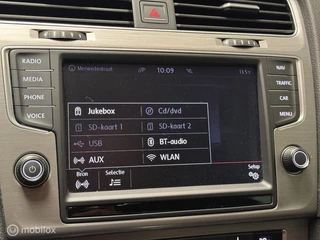 RADIO
MEDIA
PHONE
VOICE
10:09
NAV
TRAFFIC
CAR
MENU
Jukebox
Cd/dvd
SD-kaart 1
SD-kaart 2
USB
BT-audio
AUX
WLAN
Bron
Selectie
Setup
© Marktplaats